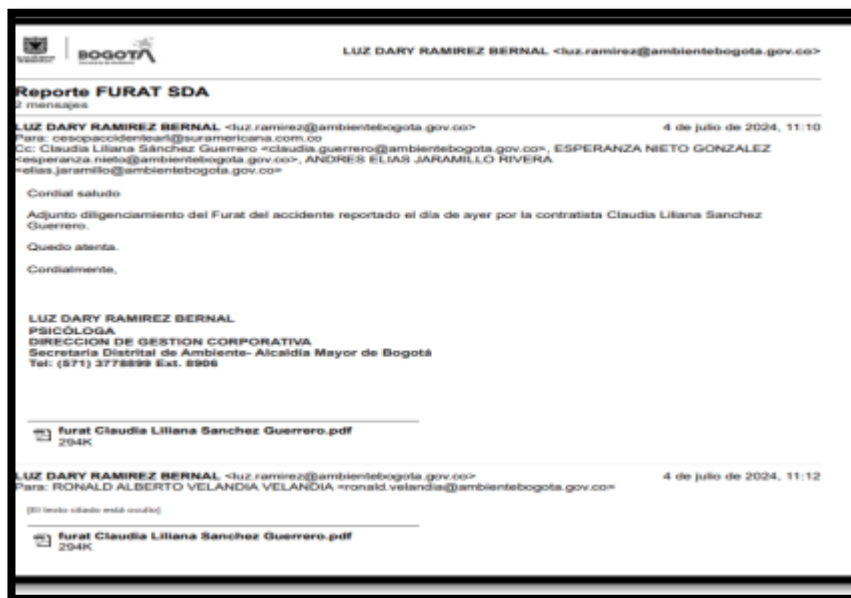 BOGOTÁ
LUZ DARY RAMIREZ BERNAL <luz.ramirez@ambientebogota.gov.co>
Reporte FURAT SDA
2 mensajes
LUZ DARY RAMIREZ BERNAL <luz.ramirez@ambientebogota.gov.co> 4 de julio de 2024, 11:10
Para: cesopaccidentearl@suramericana.com.co
Cc: Claudia Liliana Sánchez Guerrero <claudia.guerrero@ambientebogota.gov.co>, ESPERANZA NIETO GONZALEZ
<esperanza.nieto@ambientebogota.gov.co>, ANDRES ELIAS JARAMILLO RIVERA
<elias.jaramillo@ambientebogota.gov.co>
Cordial saludo
Adjunto diligenciamiento del Furat del accidente reportado el día de ayer por la contratista Claudia Liliana Sanchez
Guerrero.
Quedo atenta.
Cordialmente,
LUZ DARY RAMIREZ BERNAL
PSICÓLOGA
DIRECCION DE GESTION CORPORATIVA
Secretaría Distrital de Ambiente- Alcaldía Mayor de Bogotá
Tel: (571) 3778899 Ext. 8906
furat Claudia Liliana Sanchez Guerrero.pdf
294K
LUZ DARY RAMIREZ BERNAL <luz.ramirez@ambientebogota.gov.co> 4 de julio de 2024, 11:12
Para: RONALD ALBERTO VELANDIA VELANDIA <ronald.velandia@ambientebogota.gov.co>
[El texto citado está oculto]
furat Claudia Liliana Sanchez Guerrero.pdf
294K